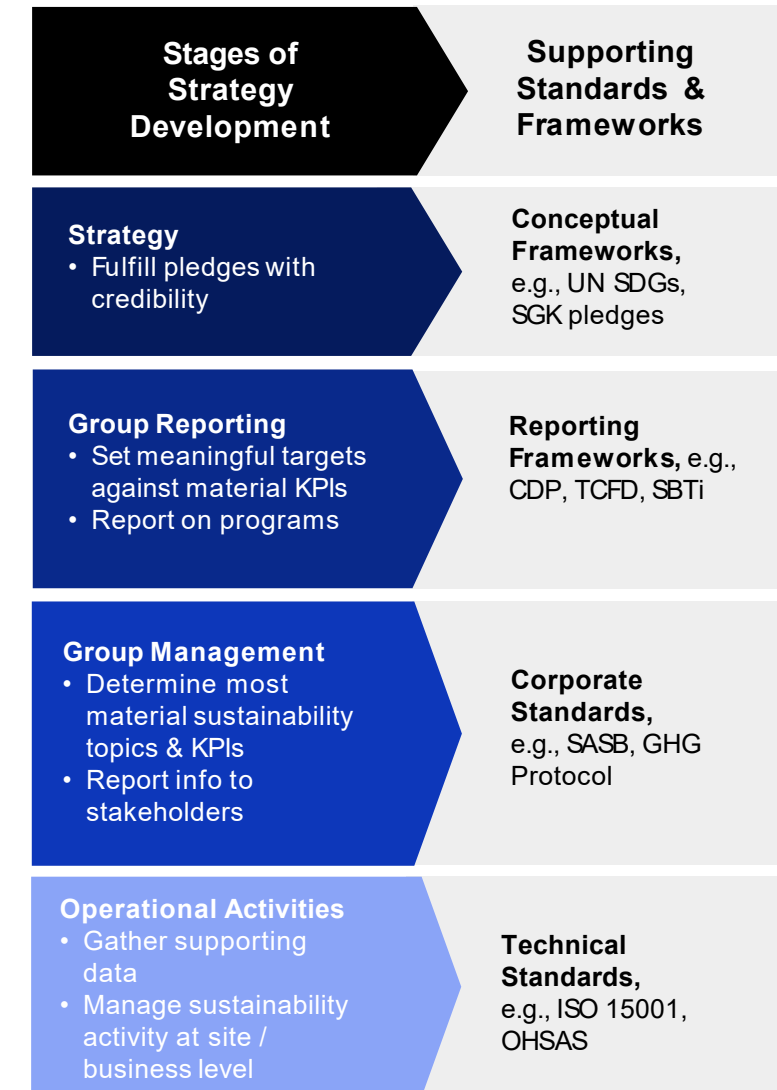 Stages of
Strategy
Development
Supporting
Standards &
Frameworks
Strategy
• Fulfill pledges with
credibility
Conceptual
Frameworks,
e.g., UN SDGs,
SGK pledges
Group Reporting
• Set meaningful targets
against material KPIs
• Report on programs
Reporting
Frameworks, e.g.,
CDP, TCFD, SBTi
Group Management
• Determine most
material sustainability
topics & KPIs
• Report info to
stakeholders
Corporate
Standards,
e.g., SASB, GHG
Protocol
Operational Activities
• Gather supporting
data
• Manage sustainability
activity at site /
business level
Technical
Standards,
e.g., ISO 15001,
OHSAS